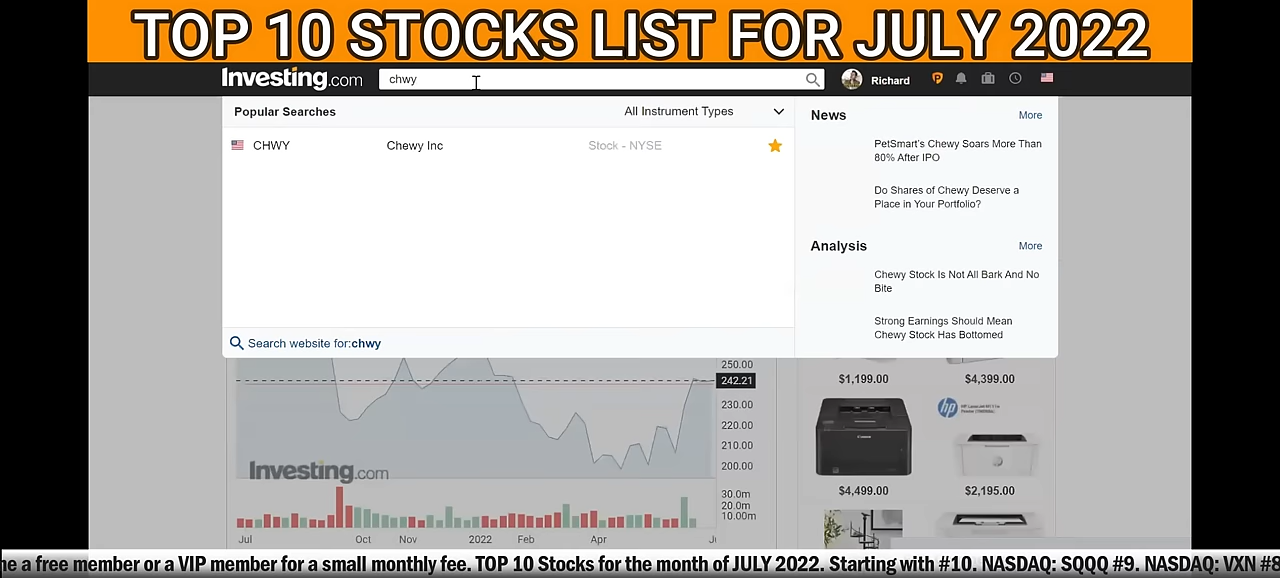 TOP 10 STOCKS LIST FOR JULY 2022
Investing.com
chwy
Richard
Popular Searches
All Instrument Types
CHWY
Chewy Inc
Stock - NYSE
Search website for:chwy
News
More
PetSmart's Chewy Soars More Than
80% After IPO
Do Shares of Chewy Deserve a
Place in Your Portfolio?
Analysis
More
Chewy Stock Is Not All Bark And No
Bite
Strong Earnings Should Mean
Chewy Stock Has Bottomed
250.00
242.21
230.00
220.00
210.00
200.00
Investing.com
30.0m
20.0m
10.00m
Jul
Oct
Nov
2022
Feb
Apr
$1,199.00
$4,399.00
Canon
hp
$4,499.00
$2,195.00
ne a free member or a VIP member for a small monthly fee. TOP 10 Stocks for the month of JULY 2022. Starting with #10. NASDAQ: SQQQ #9. NASDAQ: VXN #8